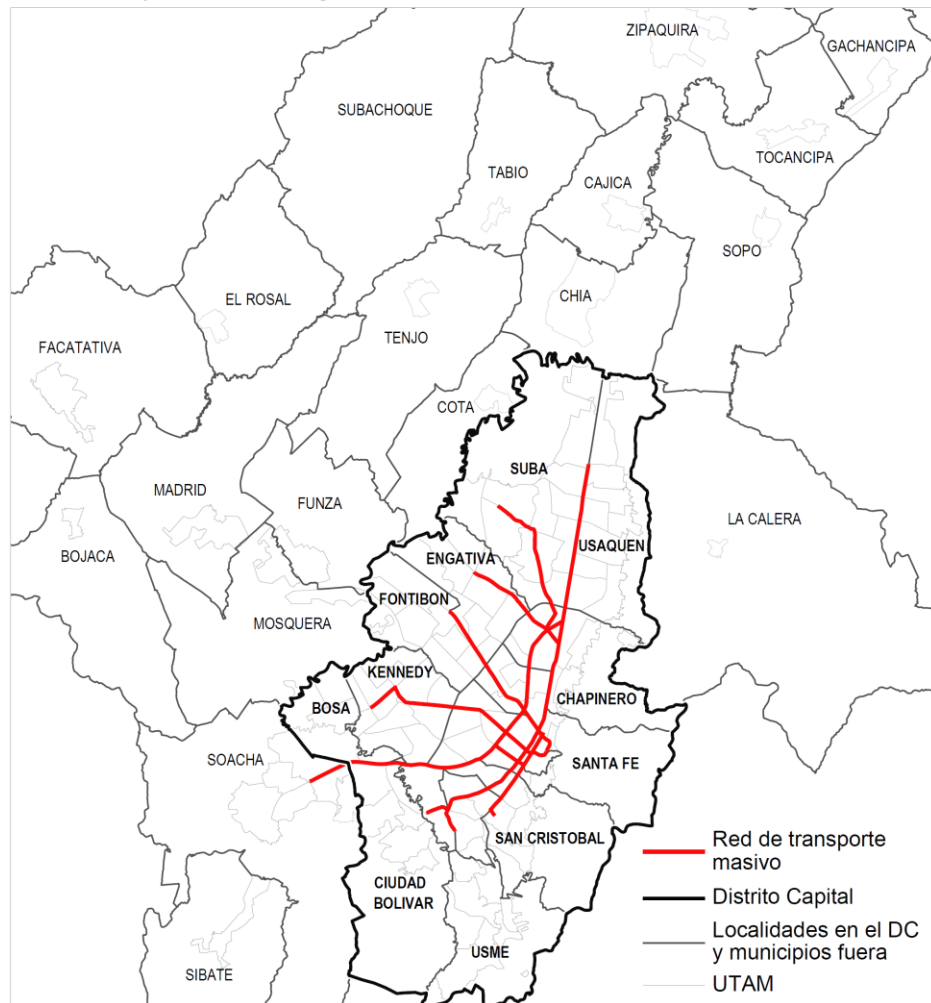 ZIPAQUIRA
GACHANCIPA
SUBACHOQUE
TOCANCIPA
TABIO
CAJICA
SOPO
EL ROSAL
CHIA
TENJO
FACATATIVA
COTA
SUBA
MADRID
FUNZA
LA CALERA
USAQUEN
BOJACA
ENGATIVA
FONTIBON
MOSQUERA
KENNEDY
CHAPINERO
BOSA
SOACHA
SANTA FE
SAN CRISTOBAL
CIUDAD
BOLIVAR
USME
SIBATE
Red de transporte
masivo
Distrito Capital
Localidades en el DC
y municipios fuera
UTAM